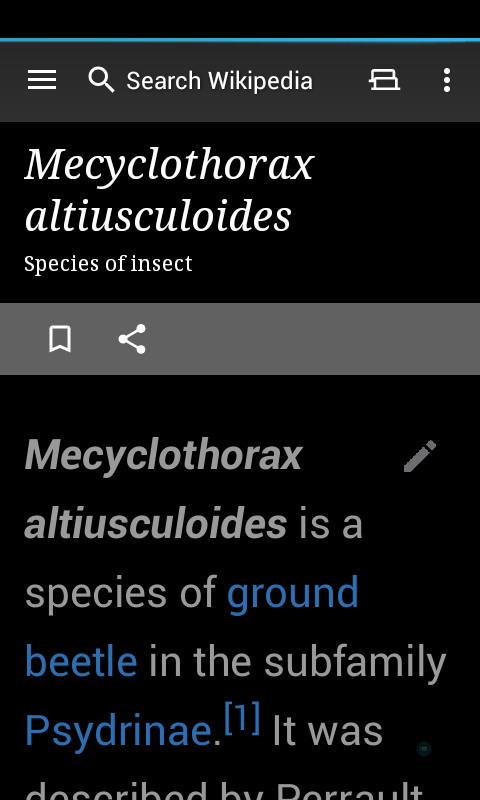 Search Wikipedia
Mecyclothorax
altiusculoides
Species of insect
Mecyclothorax
altiusculoides is a
species of ground
beetle in the subfamily
Psydrinae.[1] It was
described by Perrault